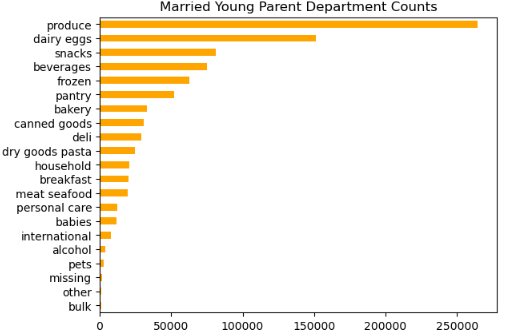 Married Young Parent Department Counts
produce
dairy eggs
snacks
beverages
frozen
pantry
bakery
canned goods
deli
dry goods pasta
household
breakfast
meat seafood
personal care
babies
international
alcohol
pets
missing
other
bulk
0 50000 100000 150000 200000 250000